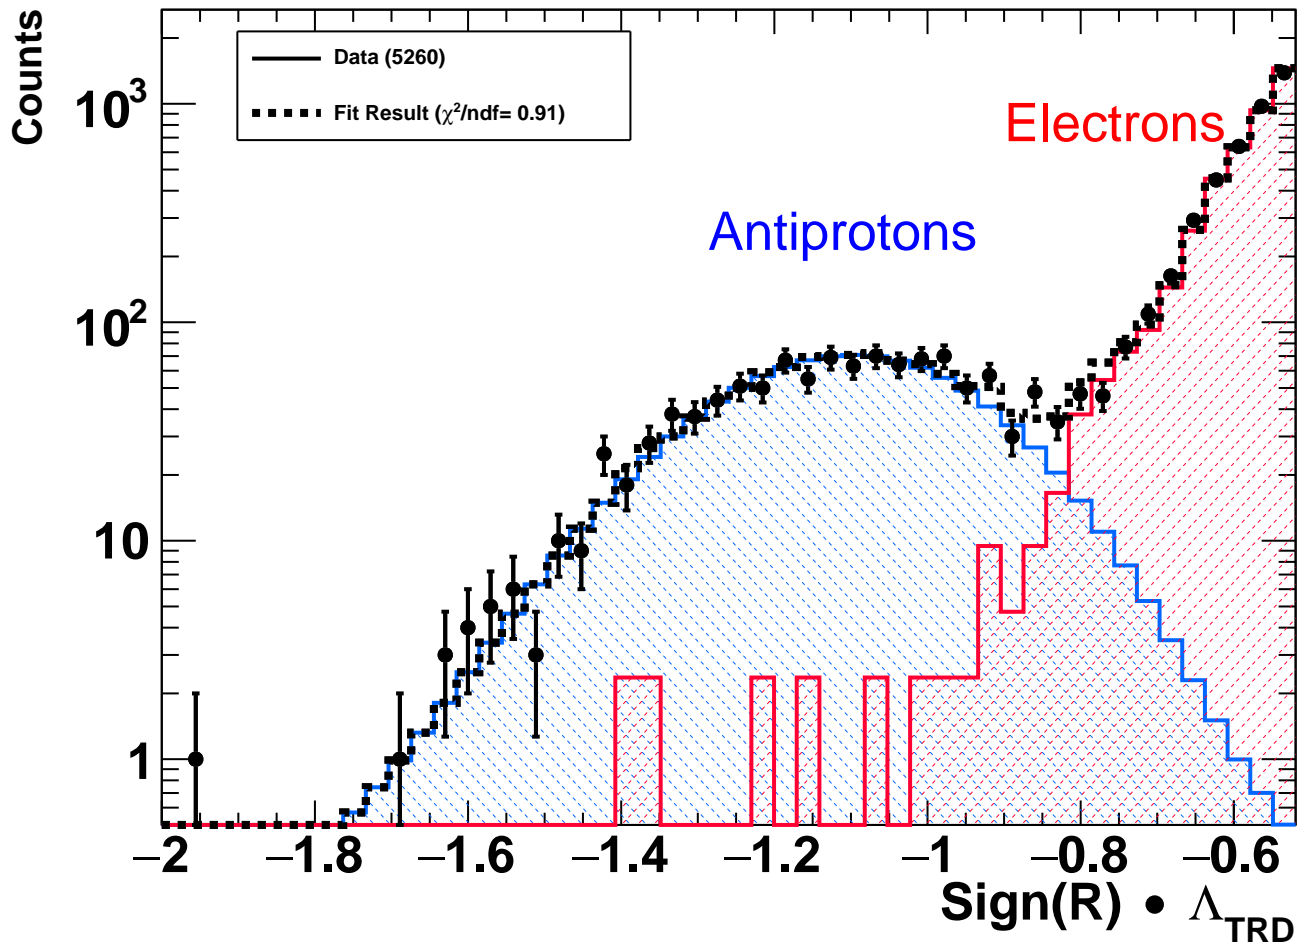 Counts
Data (5260)
Fit Result (χ²/ndf= 0.91)
Electrons
Antiprotons
10³
10²
10
1
−2 −1.8 −1.6 −1.4 −1.2 −1 −0.8 −0.6
Sign(R) • Λ_TRD